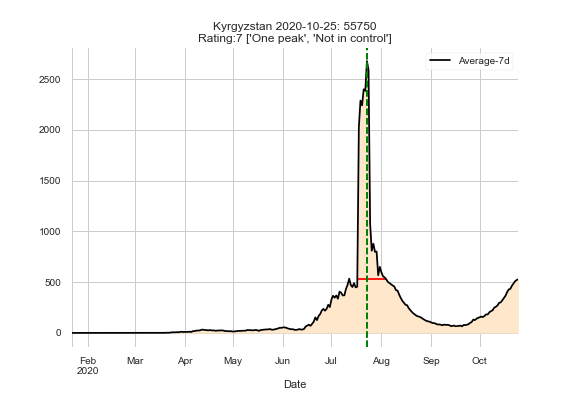 Kyrgyzstan 2020-10-25: 55750
Rating:7 ['One peak', 'Not in control']
Average-7d
2500
2000
1500
1000
500
0
Feb Mar Apr May Jun Jul Aug Sep Oct
2020
Date